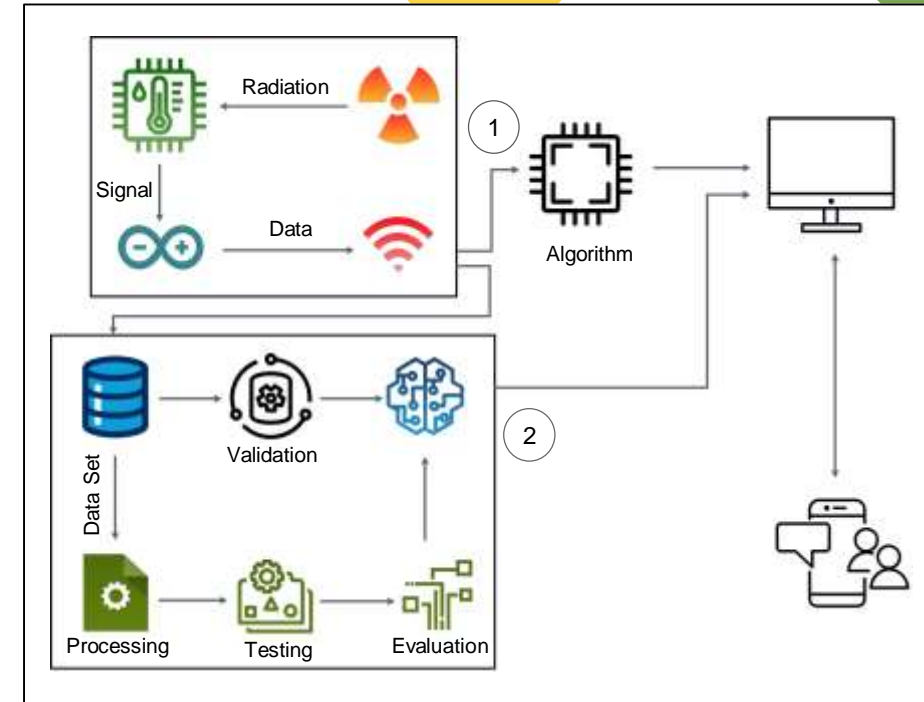 Radiation
1
Signal
Data
Algorithm
2
Validation
Data Set
Processing
Testing
Evaluation